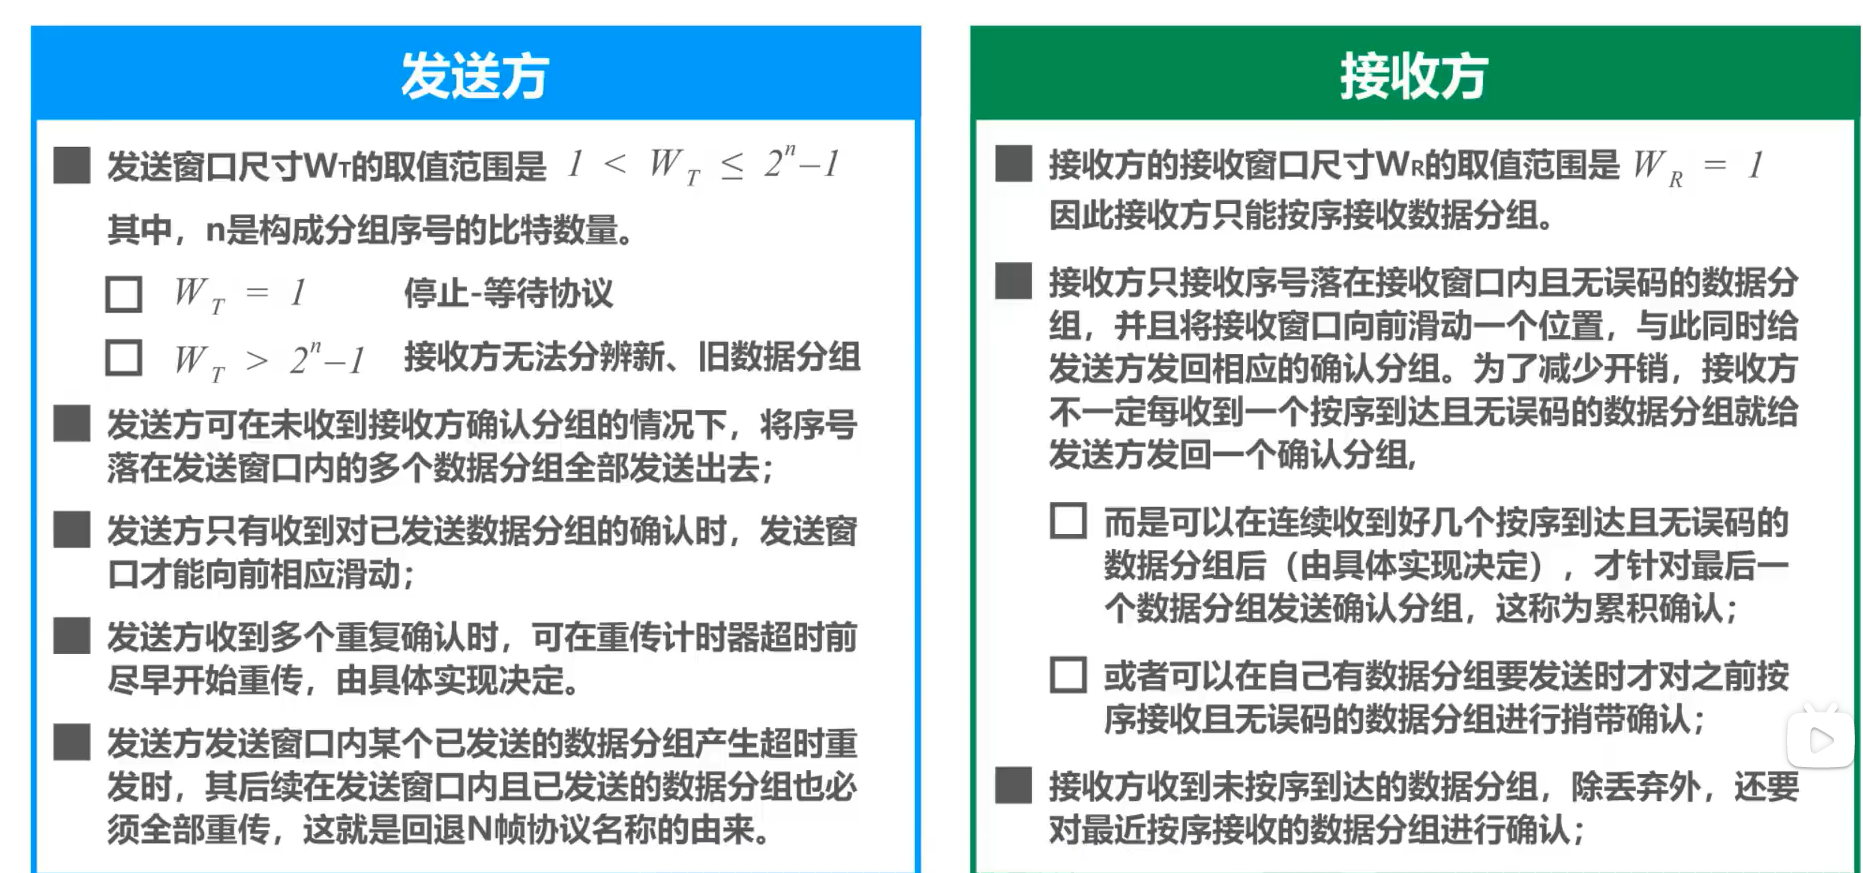 发送方
发送窗口尺寸WT的取值范围是 1 < W_T ≤ 2^n−1
其中，n是构成分组序号的比特数量。
W_T = 1 停止-等待协议
W_T > 2^n−1 接收方无法分辨新、旧数据分组
发送方可在未收到接收方确认分组的情况下，将序号
落在发送窗口内的多个数据分组全部发送出去；
发送方只有收到对已发送数据分组的确认时，发送窗
口才能向前相应滑动；
发送方收到多个重复确认时，可在重传计时器超时前
尽早开始重传，由具体实现决定。
发送方发送窗口内某个已发送的数据分组产生超时重
发时，其后续在发送窗口内且已发送的数据分组也必
须全部重传，这就是回退N帧协议名称的由来。
接收方
接收方的接收窗口尺寸WR的取值范围是 W_R = 1
因此接收方只能按序接收数据分组。
接收方只接收序号落在接收窗口内且无误码的数据分
组，并且将接收窗口向前滑动一个位置，与此同时给
发送方发回相应的确认分组。为了减少开销，接收方
不一定每收到一个按序到达且无误码的数据分组就给
发送方发回一个确认分组,
而是可以在连续收到好几个按序到达且无误码的
数据分组后（由具体实现决定），才针对最后一
个数据分组发送确认分组，这称为累积确认；
或者可以在自己有数据分组要发送时才对之前按
序接收且无误码的数据分组进行捎带确认；
接收方收到未按序到达的数据分组，除丢弃外，还要
对最近按序接收的数据分组进行确认；